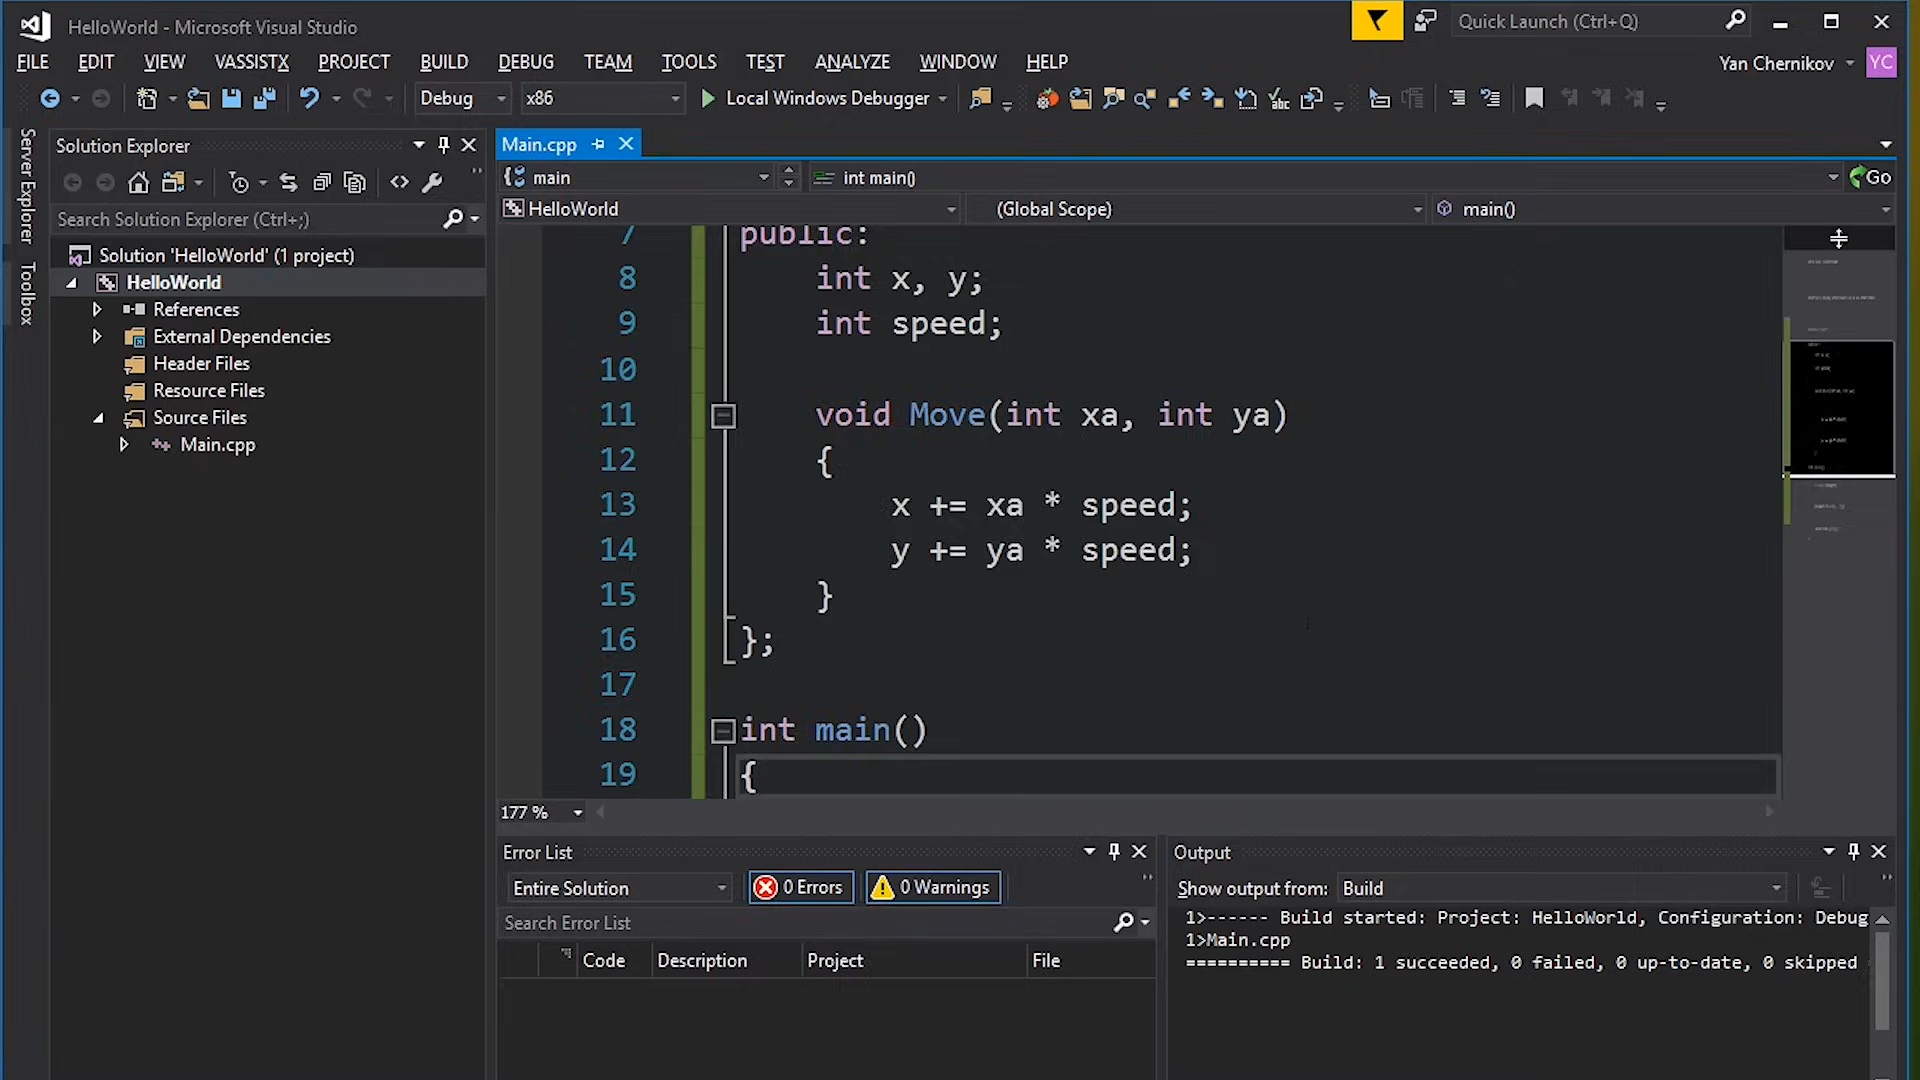 HelloWorld - Microsoft Visual Studio
Quick Launch (Ctrl+Q)
FILE EDIT VIEW VASSISTX PROJECT BUILD DEBUG TEAM TOOLS TEST ANALYZE WINDOW HELP
Yan Chernikov YC
Debug x86 Local Windows Debugger
Server Explorer
Toolbox
Solution Explorer
Search Solution Explorer (Ctrl+;)
Solution 'HelloWorld' (1 project)
HelloWorld
References
External Dependencies
Header Files
Resource Files
Source Files
Main.cpp
Main.cpp
main int main() Go
HelloWorld (Global Scope) main()
7 public:
8 int x, y;
9 int speed;
10
11 void Move(int xa, int ya)
12 {
13 x += xa * speed;
14 y += ya * speed;
15 }
16 };
17
18 int main()
19 {
177 %
Error List
Entire Solution 0 Errors 0 Warnings
Search Error List
Code Description Project File
Output
Show output from: Build
1>------ Build started: Project: HelloWorld, Configuration: Debug
1>Main.cpp
========== Build: 1 succeeded, 0 failed, 0 up-to-date, 0 skipped